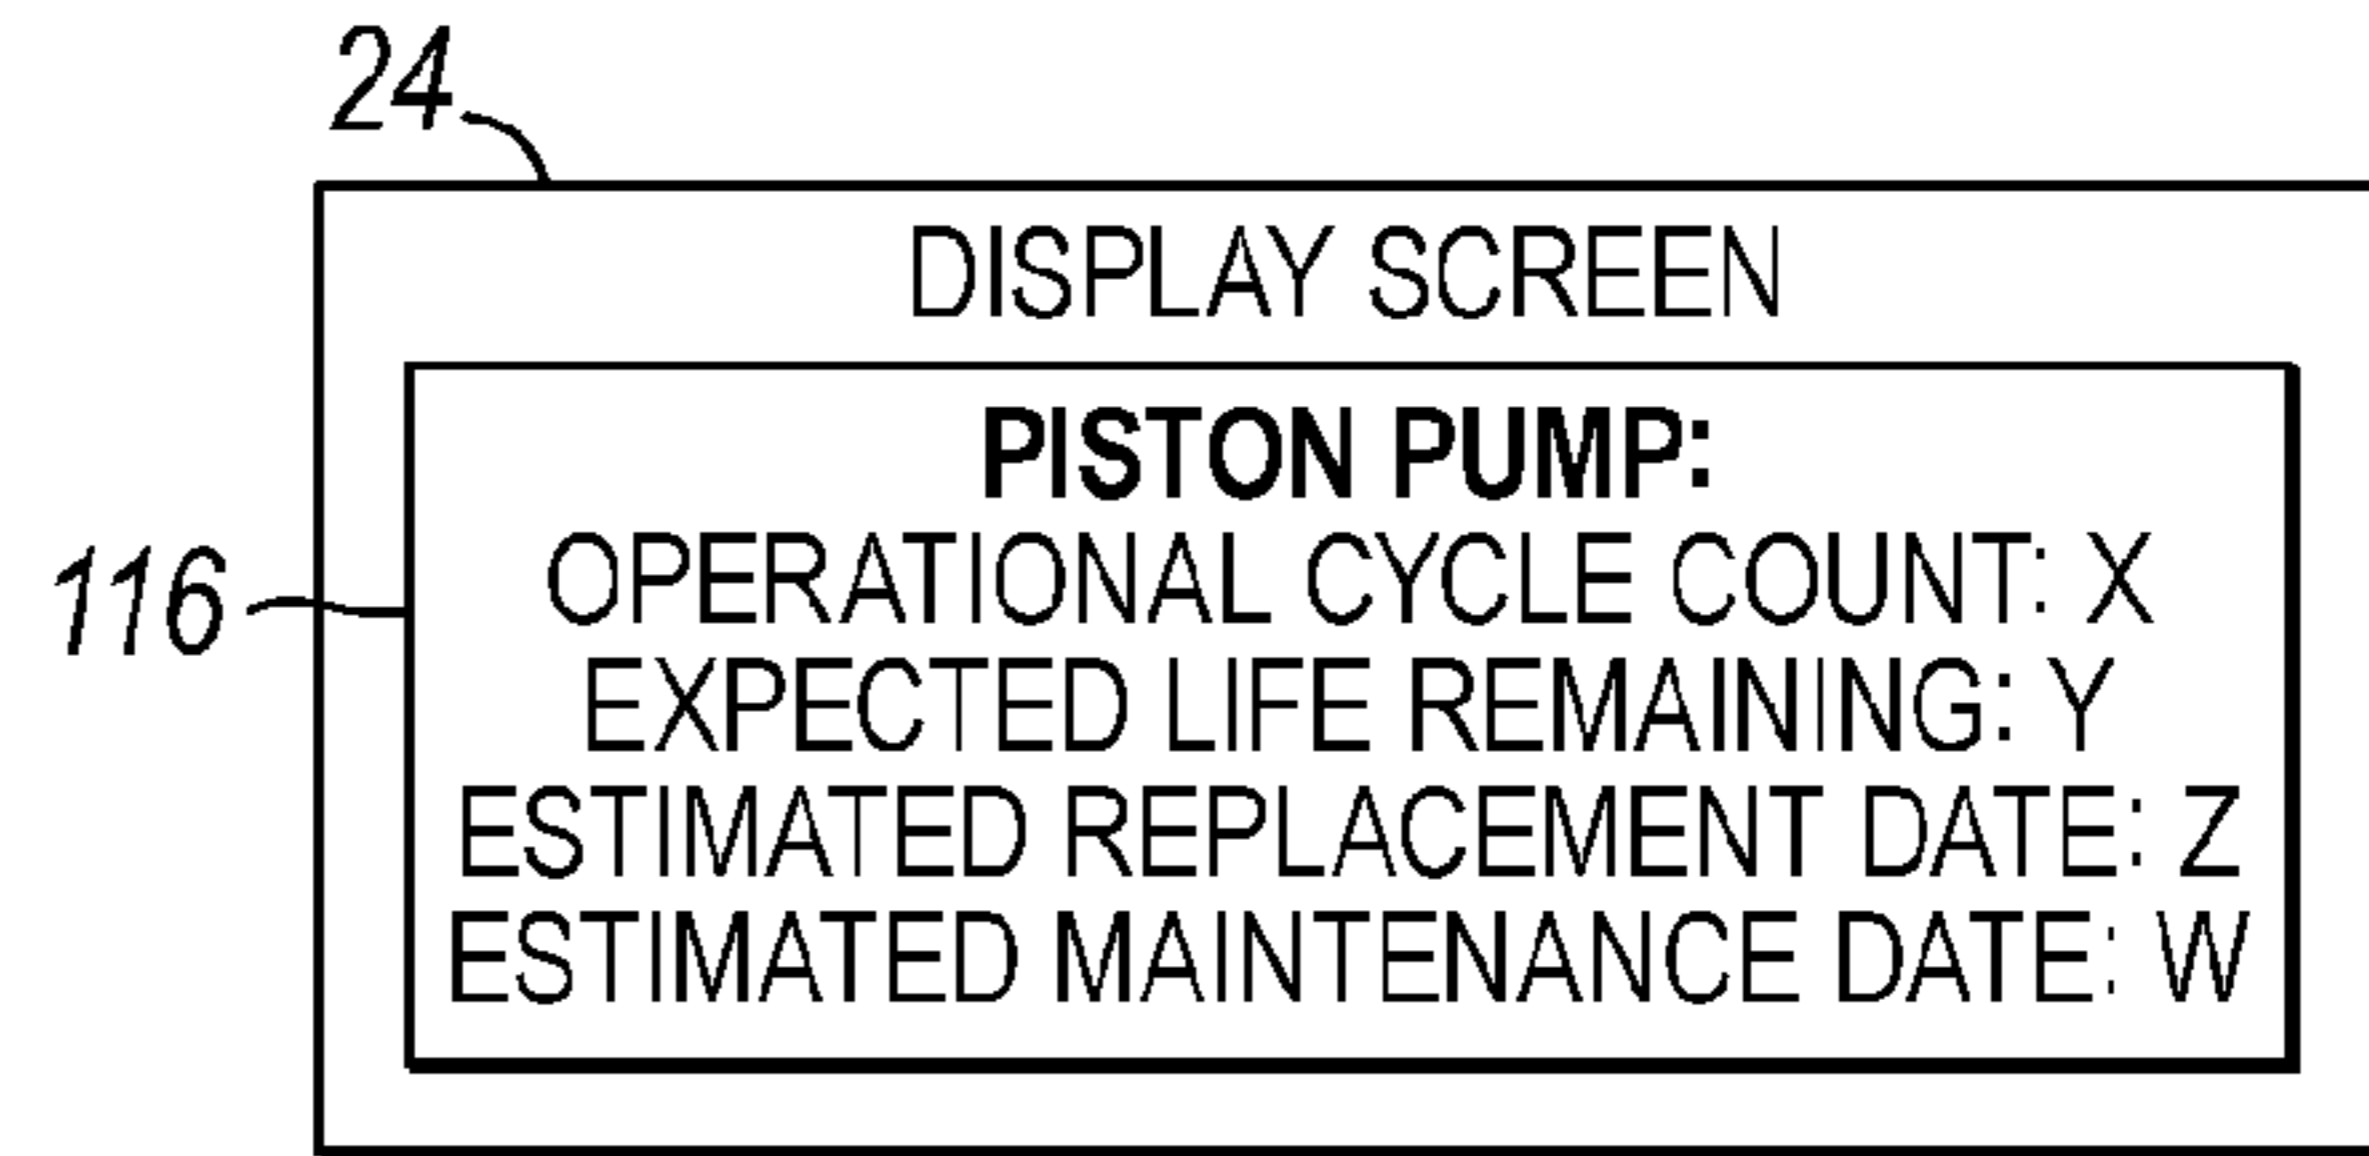 24
DISPLAY SCREEN
PISTON PUMP:
116
OPERATIONAL CYCLE COUNT: X
EXPECTED LIFE REMAINING: Y
ESTIMATED REPLACEMENT DATE: Z
ESTIMATED MAINTENANCE DATE: W